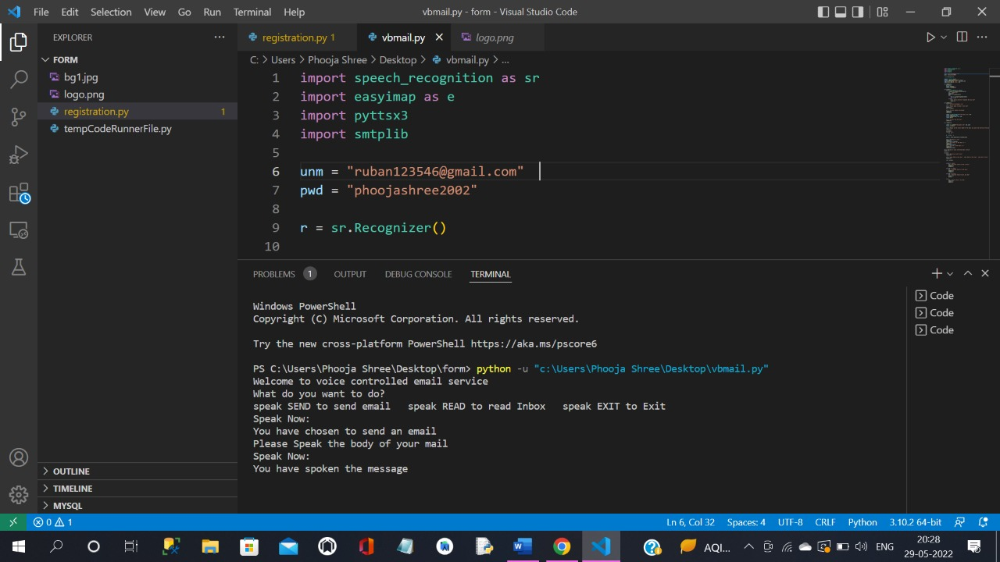 File Edit Selection View Go Run Terminal Help
vbmail.py - form - Visual Studio Code
EXPLORER
FORM
bg1.jpg
logo.png
registration.py 1
tempCodeRunnerFile.py
OUTLINE
TIMELINE
MYSQL
registration.py 1 vbmail.py logo.png
C: > Users > Phooja Shree > Desktop > vbmail.py > ...
1 import speech_recognition as sr
2 import easyimap as e
3 import pyttsx3
4 import smtplib
5
6 unm = "ruban123546@gmail.com"
7 pwd = "phoojashree2002"
8
9 r = sr.Recognizer()
10
PROBLEMS 1 OUTPUT DEBUG CONSOLE TERMINAL
Windows PowerShell
Copyright (C) Microsoft Corporation. All rights reserved.
Try the new cross-platform PowerShell https://aka.ms/pscore6
PS C:\Users\Phooja Shree\Desktop\form> python -u "c:\Users\Phooja Shree\Desktop\vbmail.py"
Welcome to voice controlled email service
What do you want to do?
speak SEND to send email   speak READ to read Inbox   speak EXIT to Exit
Speak Now:
You have chosen to send an email
Please Speak the body of your mail
Speak Now:
You have spoken the message
Code
Code
Code
0 1 Ln 6, Col 32 Spaces: 4 UTF-8 CRLF Python 3.10.2 64-bit
AQI... ENG
20:28
29-05-2022